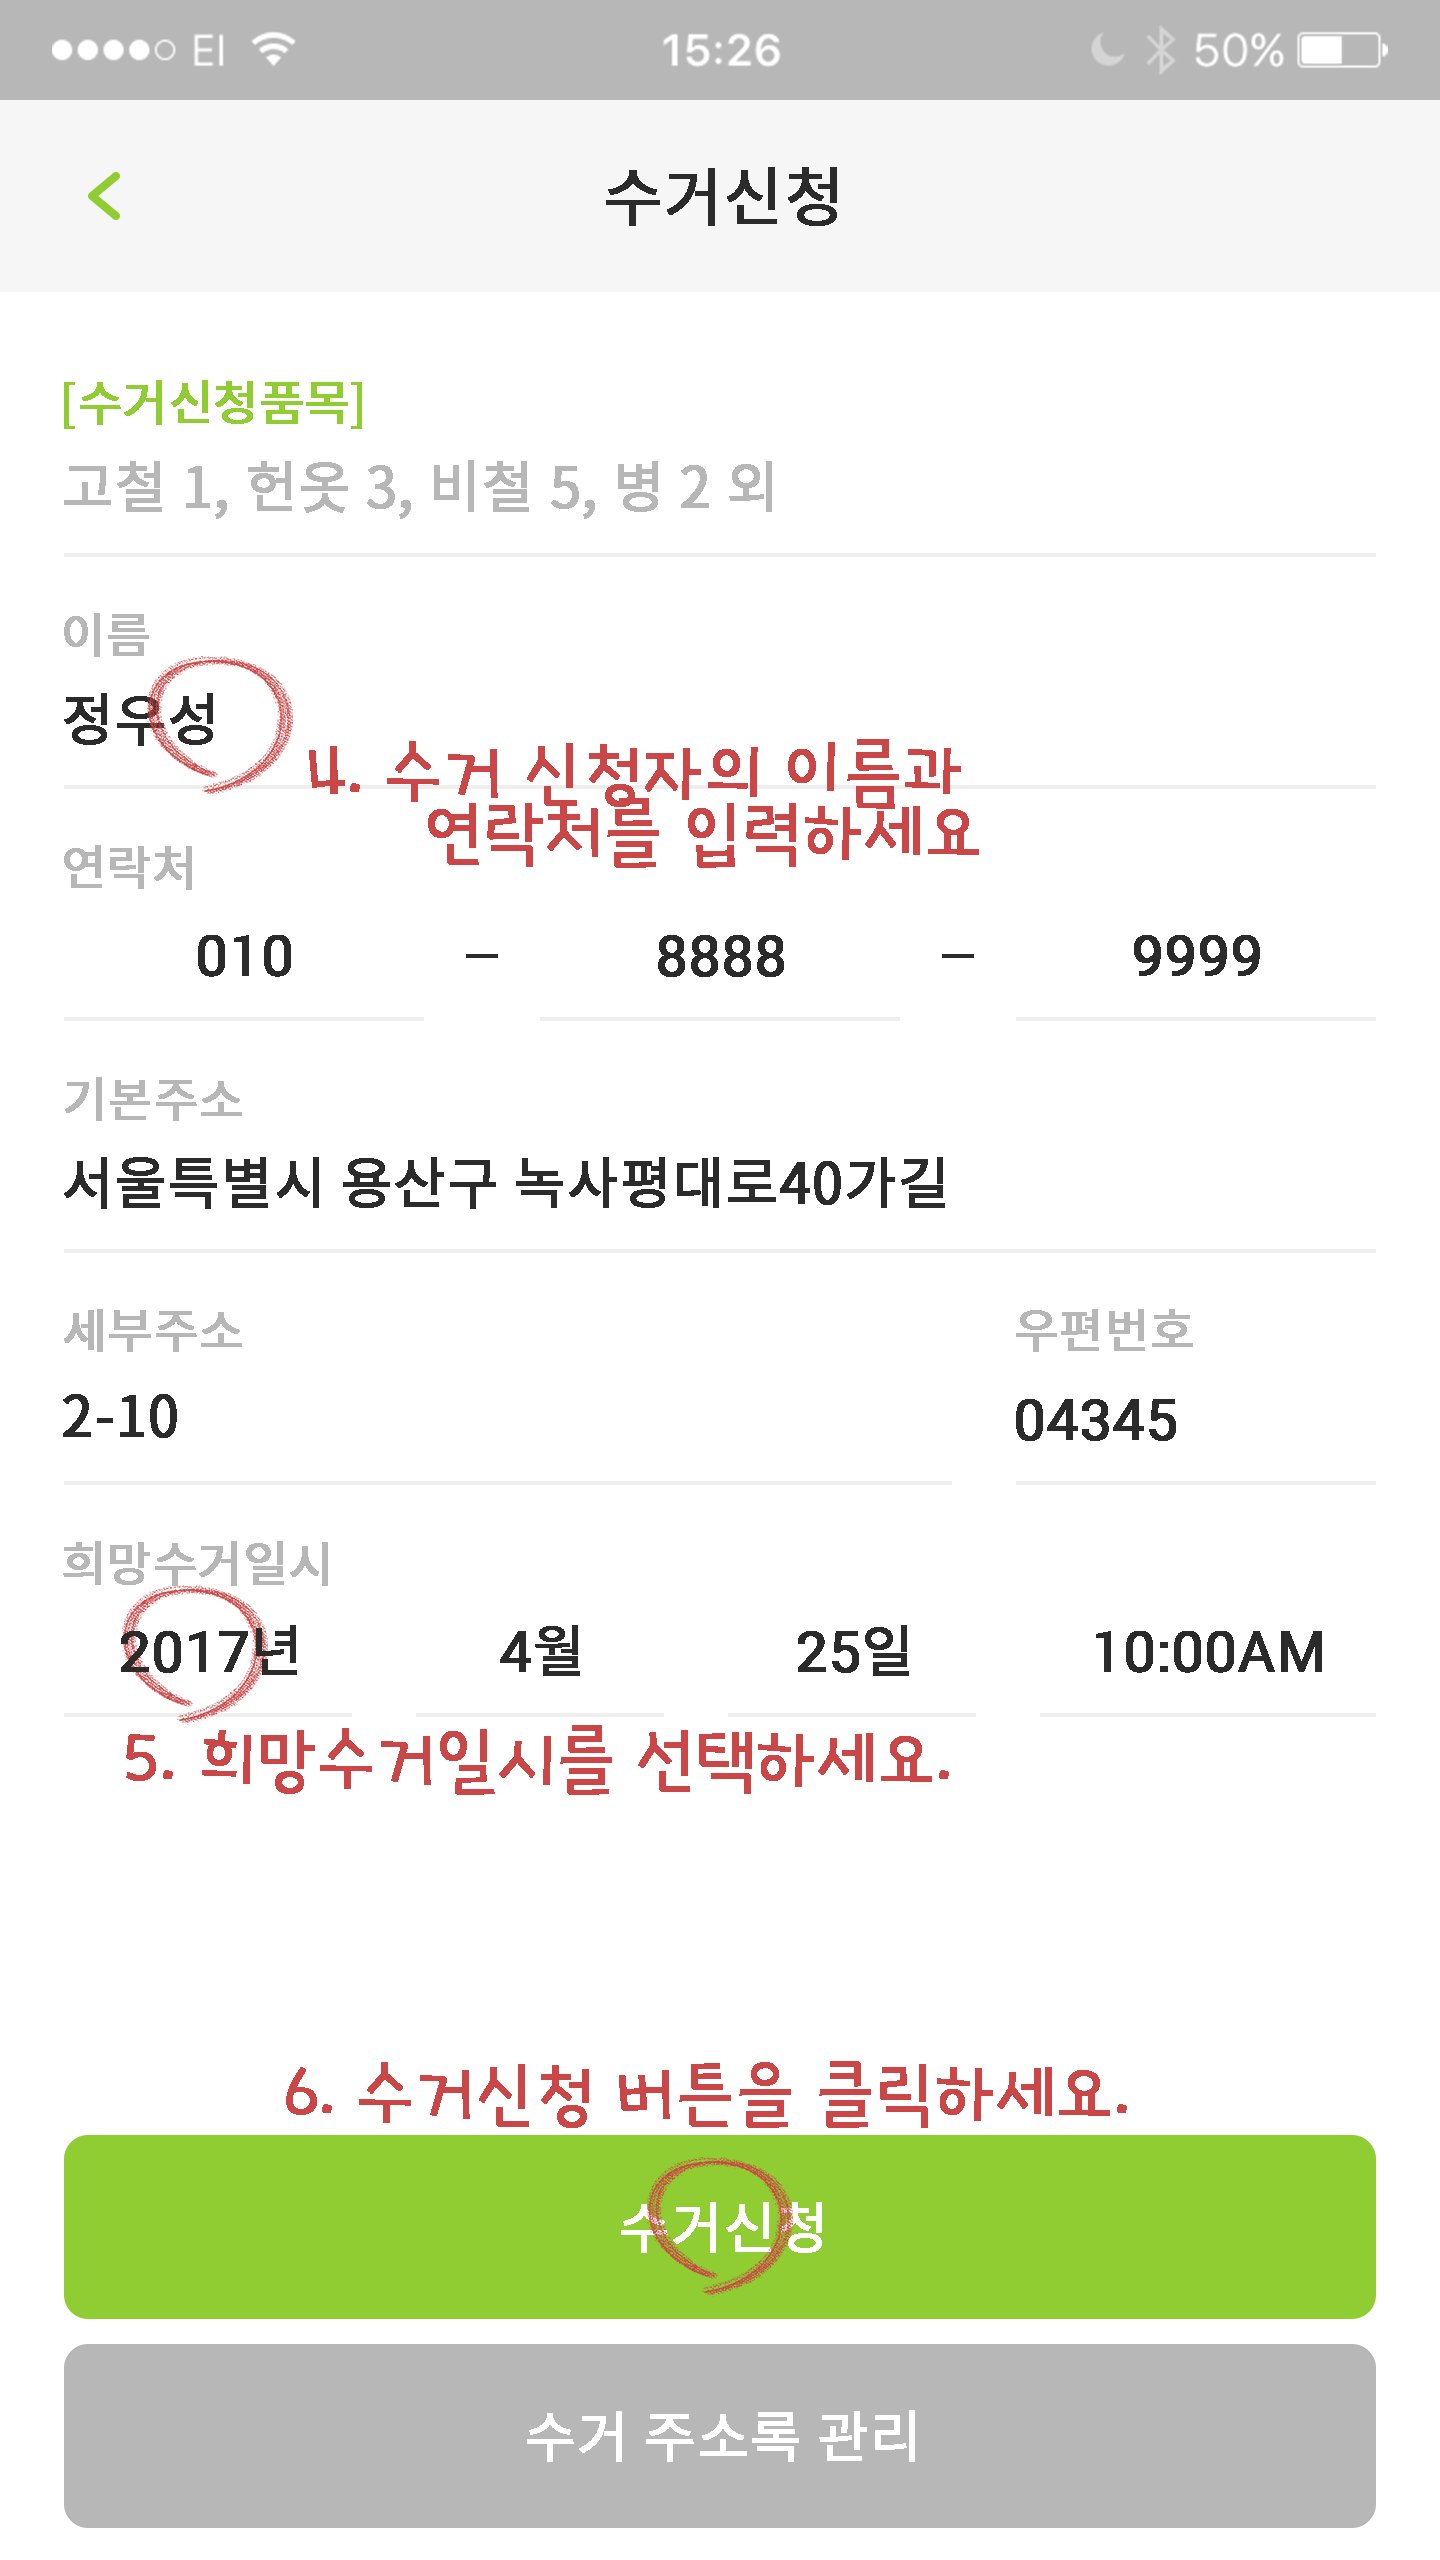 EI 15:26 50%
수거신청
[수거신청품목]
고철 1, 헌옷 3, 비철 5, 병 2 외
이름
정우성
4. 수거 신청자의 이름과
연락처를 입력하세요
연락처
010 – 8888 – 9999
기본주소
서울특별시 용산구 녹사평대로40가길
세부주소 우편번호
2-10 04345
희망수거일시
2017년 4월 25일 10:00AM
5. 희망수거일시를 선택하세요.
6. 수거신청 버튼을 클릭하세요.
수거신청
수거 주소록 관리